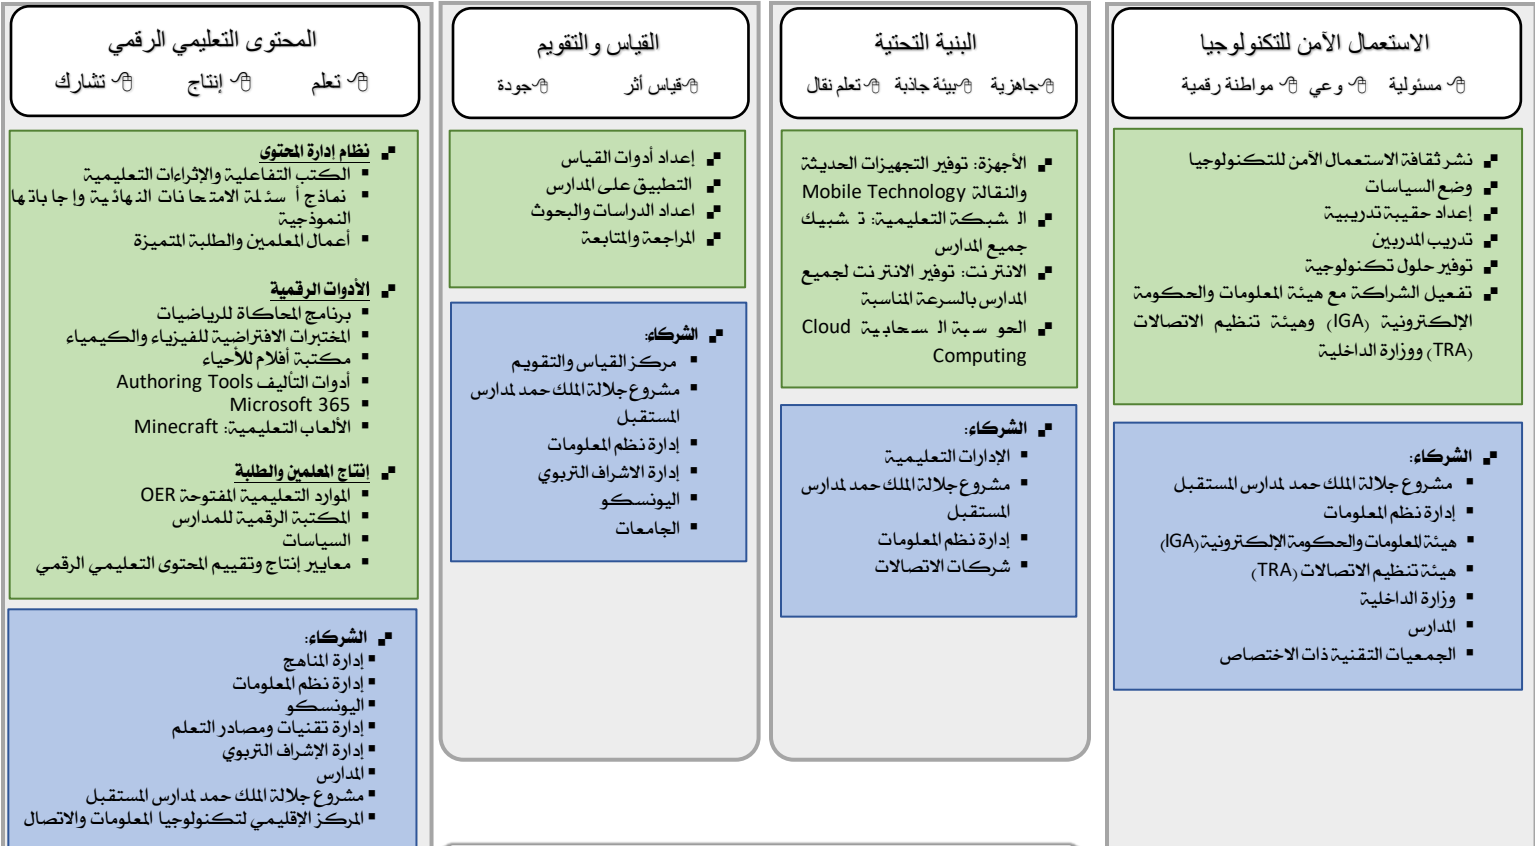 الاستعمال الآمن للتكنولوجيا
مسئولية وعي مواطنة رقمية
نشر ثقافة الاستعمال الآمن للتكنولوجيا
وضع السياسات
إعداد حقيبة تدريبية
تدريب المدربين
توفير حلول تكنولوجية
تفعيل الشراكة مع هيئة المعلومات والحكومة
الإلكترونية (IGA) وهيئة تنظيم الاتصالات
(TRA) ووزارة الداخلية
الشركاء:
مشروع جلالة الملك حمد لمدارس المستقبل
إدارة نظم المعلومات
هيئة المعلومات والحكومة الإلكترونية (IGA)
هيئة تنظيم الاتصالات (TRA)
وزارة الداخلية
المدارس
الجمعيات التقنية ذات الاختصاص
البنية التحتية
جاهزية بيئة جاذبة تعلم نقال
الأجهزة: توفير التجهيزات الحديثة
والنقالة Mobile Technology
الشبكة التعليمية: تشبيك
جميع المدارس
الانترنت: توفير الانترنت لجميع
المدارس بالسرعة المناسبة
الحوسبة السحابية Cloud
Computing
الشركاء:
الإدارات التعليمية
مشروع جلالة الملك حمد لمدارس
المستقبل
إدارة نظم المعلومات
شركات الاتصالات
القياس والتقويم
قياس أثر جودة
إعداد أدوات القياس
التطبيق على المدارس
اعداد الدراسات والبحوث
المراجعة والمتابعة
الشركاء:
مركز القياس والتقويم
مشروع جلالة الملك حمد لمدارس
المستقبل
إدارة نظم المعلومات
إدارة الاشراف التربوي
اليونسكو
الجامعات
المحتوى التعليمي الرقمي
تعلم إنتاج تشارك
نظام إدارة المحتوى
الكتب التفاعلية والإثراءات التعليمية
نماذج أسئلة الامتحانات النهائية وإجاباتها
النموذجية
أعمال المعلمين والطلبة المتميزة
الأدوات الرقمية
برنامج المحاكاة للرياضيات
المختبرات الافتراضية للفيزياء والكيمياء
مكتبة أفلام للأحياء
أدوات التأليف Authoring Tools
Microsoft 365
الألعاب التعليمية: Minecraft
إنتاج المعلمين والطلبة
الموارد التعليمية المفتوحة OER
المكتبة الرقمية للمدارس
السياسات
معايير إنتاج وتقييم المحتوى التعليمي الرقمي
الشركاء:
إدارة المناهج
إدارة نظم المعلومات
اليونسكو
إدارة تقنيات ومصادر التعلم
إدارة الإشراف التربوي
المدارس
مشروع جلالة الملك حمد لمدارس المستقبل
المركز الإقليمي لتكنولوجيا المعلومات والاتصال